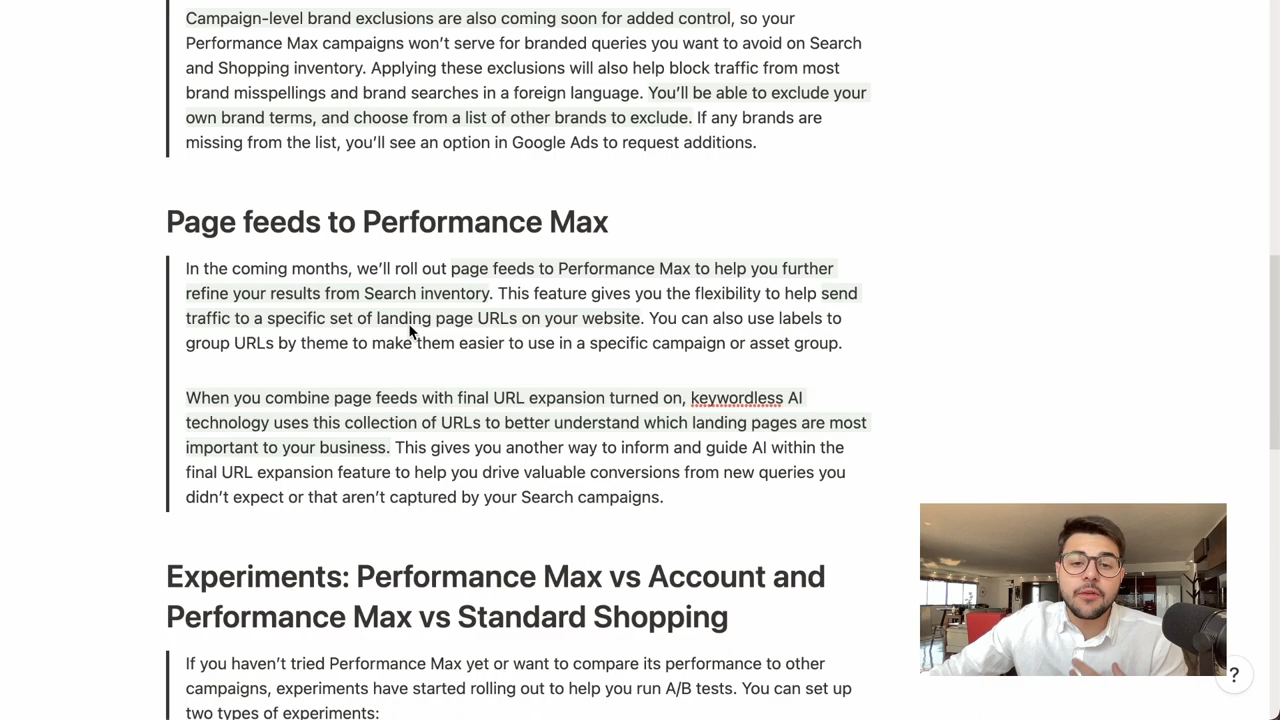 Campaign-level brand exclusions are also coming soon for added control, so your
Performance Max campaigns won’t serve for branded queries you want to avoid on Search
and Shopping inventory. Applying these exclusions will also help block traffic from most
brand misspellings and brand searches in a foreign language. You’ll be able to exclude your
own brand terms, and choose from a list of other brands to exclude. If any brands are
missing from the list, you’ll see an option in Google Ads to request additions.
Page feeds to Performance Max
In the coming months, we’ll roll out page feeds to Performance Max to help you further
refine your results from Search inventory. This feature gives you the flexibility to help send
traffic to a specific set of landing page URLs on your website. You can also use labels to
group URLs by theme to make them easier to use in a specific campaign or asset group.
When you combine page feeds with final URL expansion turned on, keywordless AI
technology uses this collection of URLs to better understand which landing pages are most
important to your business. This gives you another way to inform and guide AI within the
final URL expansion feature to help you drive valuable conversions from new queries you
didn’t expect or that aren’t captured by your Search campaigns.
Experiments: Performance Max vs Account and
Performance Max vs Standard Shopping
If you haven’t tried Performance Max yet or want to compare its performance to other
campaigns, experiments have started rolling out to help you run A/B tests. You can set up
two types of experiments:
?